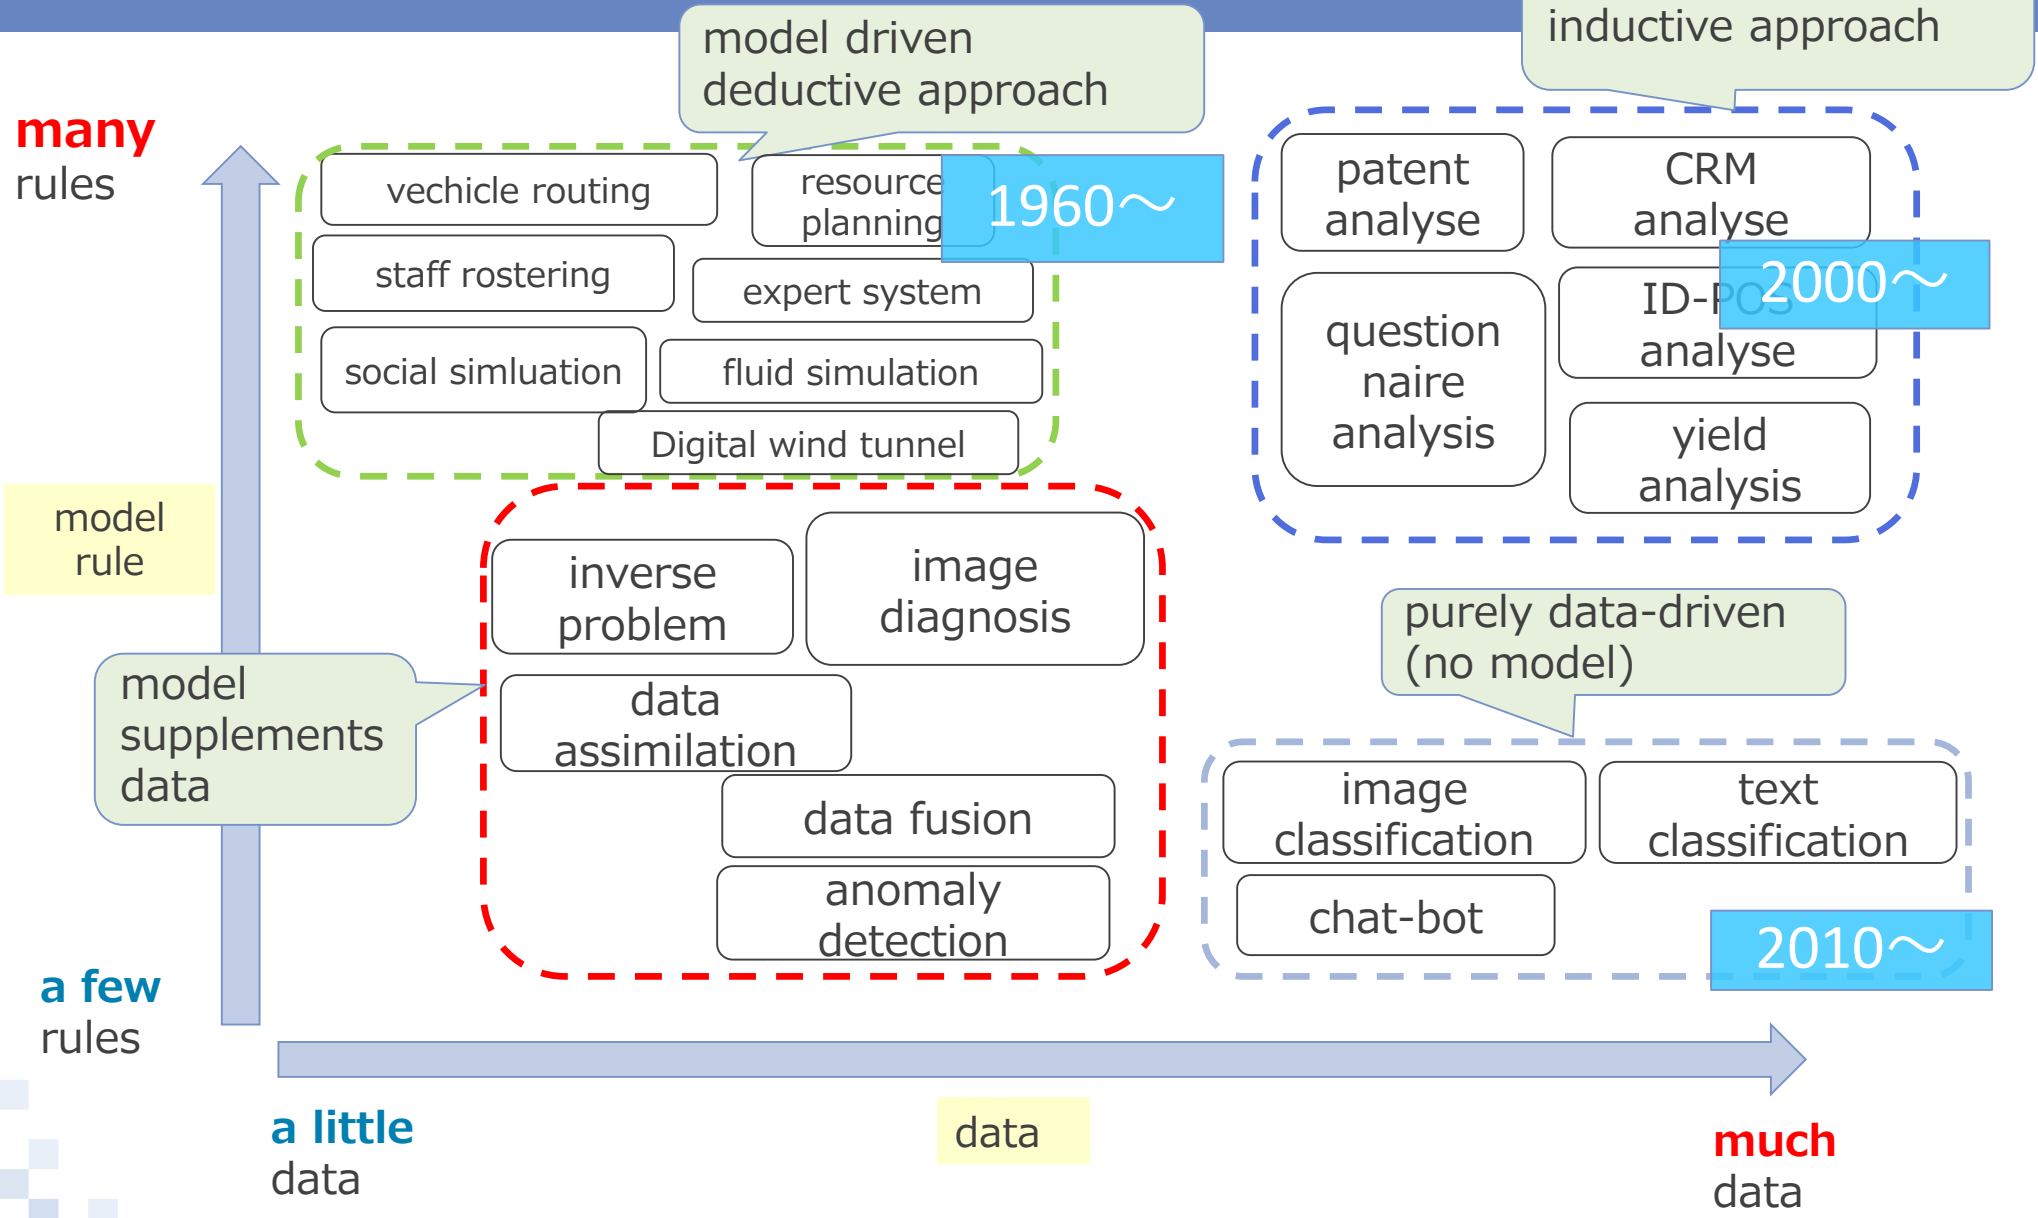 model driven
deductive approach
inductive approach
many
rules
vechicle routing
resource
planning
1960～
staff rostering
expert system
social simluation
fluid simulation
Digital wind tunnel
patent
analyse
CRM
analyse
2000～
question
naire
analysis
ID-POS
analyse
yield
analysis
model
rule
inverse
problem
image
diagnosis
model
supplements
data
data
assimilation
data fusion
anomaly
detection
purely data-driven
(no model)
image
classification
text
classification
chat-bot
2010～
a few
rules
a little
data
data
much
data